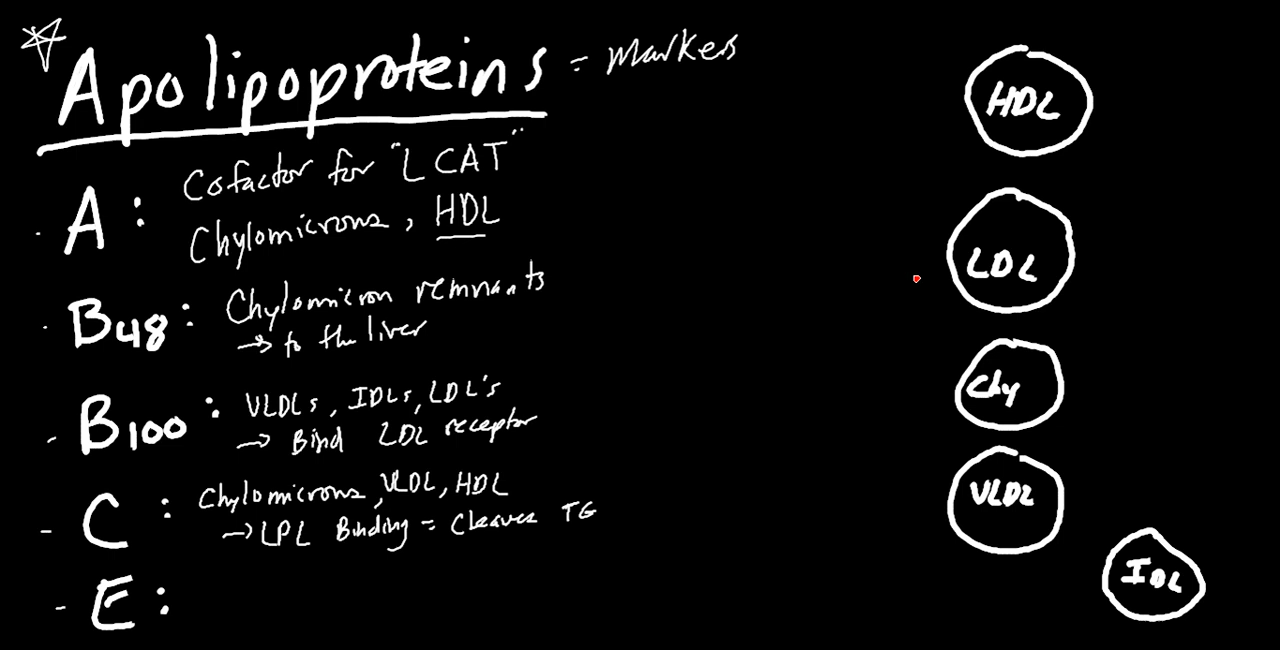 Apolipoproteins = Markers
A: Cofactor for "LCAT"
Chylomicrons, HDL
B48: Chylomicron remnants
→ to the liver
B100: VLDLs, IDLs, LDL's
→ Bind LDL receptor
C: Chylomicrons, VLDL, HDL
→ LPL Binding = Cleaves TG
E:
HDL
LDL
Chy
VLDL
IDL